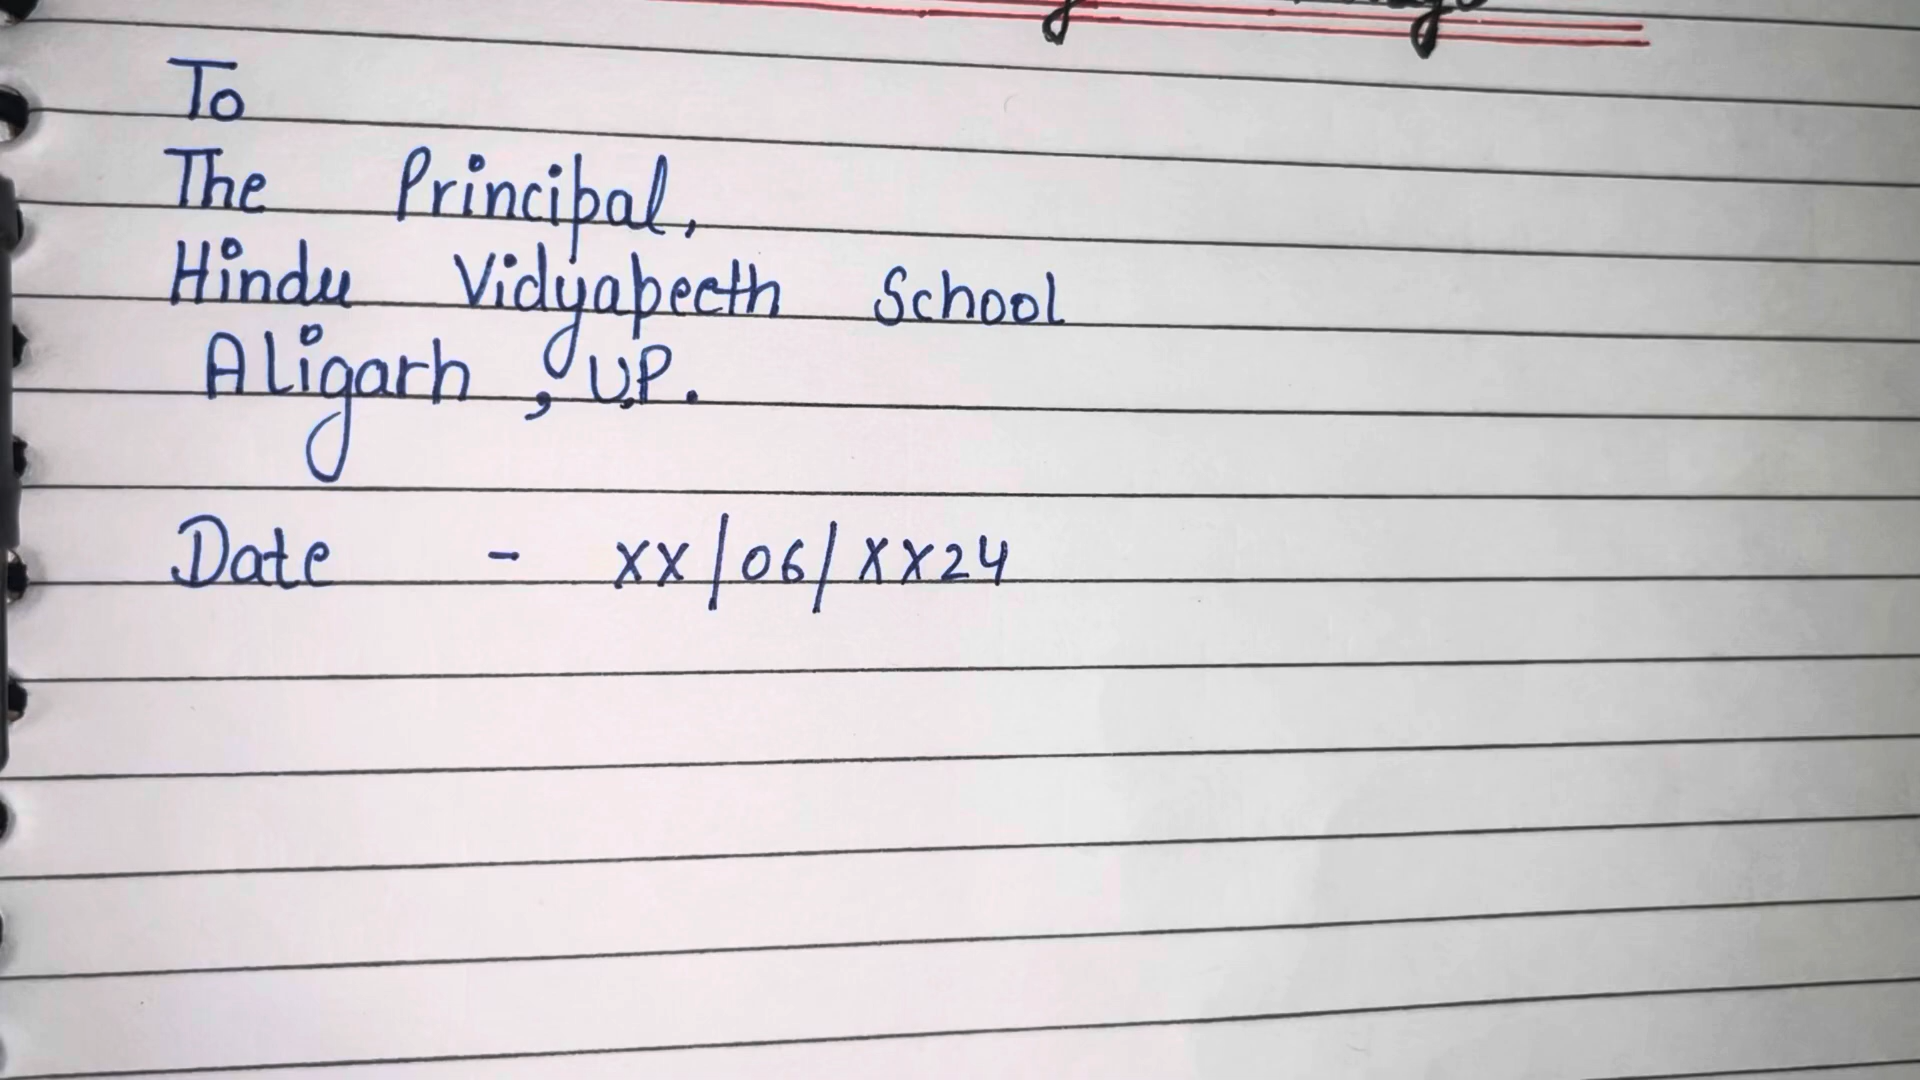 To
The Principal,
Hindu Vidyapeeth School
Aligarh, U.P.
Date - XX/06/XX24